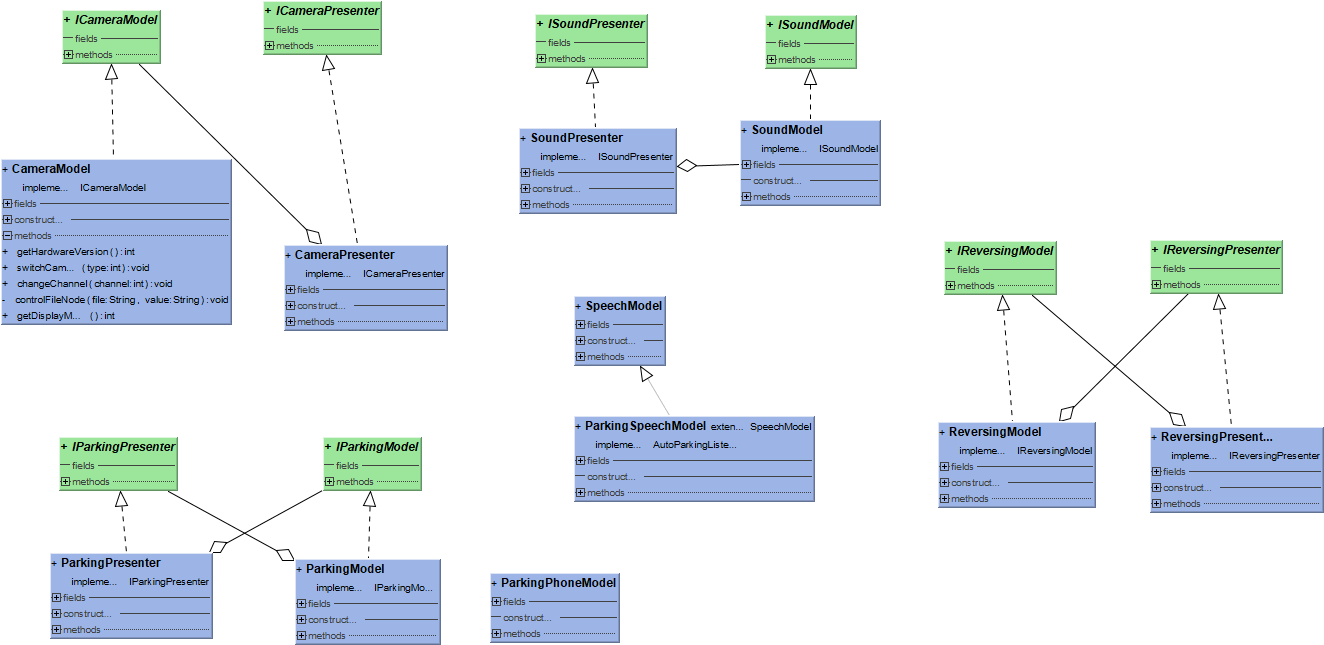 + ICameraModel
fields
methods
+ ICameraPresenter
fields
methods
+ ISoundPresenter
fields
methods
+ ISoundModel
fields
methods
+ CameraModel
impleme... ICameraModel
fields
construct...
methods
+ getHardwareVersion ( ) : int
+ switchCam... ( type: int ) : void
+ changeChannel ( channel: int ) : void
- controlFileNode ( file: String , value: String ) : void
+ getDisplayM... ( ) : int
+ CameraPresenter
impleme... ICameraPresenter
fields
construct...
methods
+ SoundPresenter
impleme... ISoundPresenter
fields
construct...
methods
+ SoundModel
impleme... ISoundModel
fields
construct...
methods
+ IReversingModel
fields
methods
+ IReversingPresenter
fields
methods
+ SpeechModel
fields
construct...
methods
+ ParkingSpeechModel exten... SpeechModel
impleme... AutoParkingListe...
fields
construct...
methods
+ ReversingModel
impleme... IReversingModel
fields
construct...
methods
+ ReversingPresent...
impleme... IReversingPresenter
fields
construct...
methods
+ IParkingPresenter
fields
methods
+ IParkingModel
fields
methods
+ ParkingPresenter
impleme... IParkingPresenter
fields
construct...
methods
+ ParkingModel
impleme... IParkingMo...
fields
construct...
methods
+ ParkingPhoneModel
fields
construct...
methods